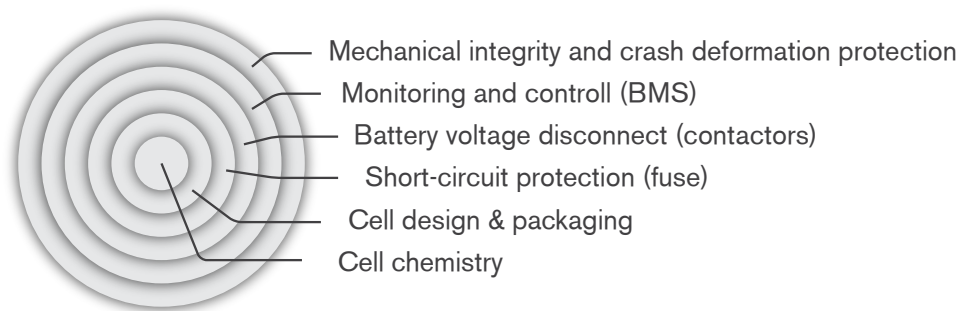 Mechanical integrity and crash deformation protection
Monitoring and controll (BMS)
Battery voltage disconnect (contactors)
Short-circuit protection (fuse)
Cell design & packaging
Cell chemistry